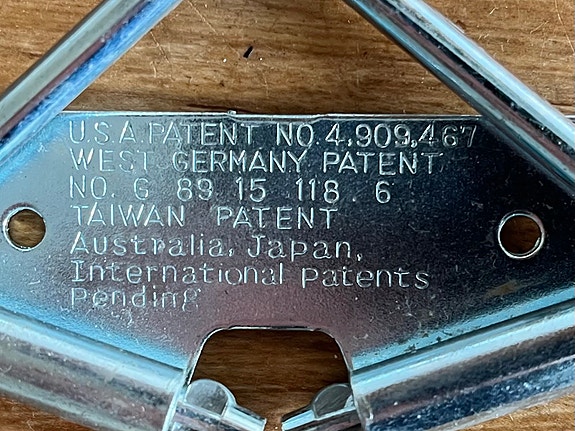 U.S.A.PATENT NO.4,909,467
WEST GERMANY PATENT
NO. G 89 15 118.6
TAIWAN PATENT
Australia, Japan,
International patents
Pending